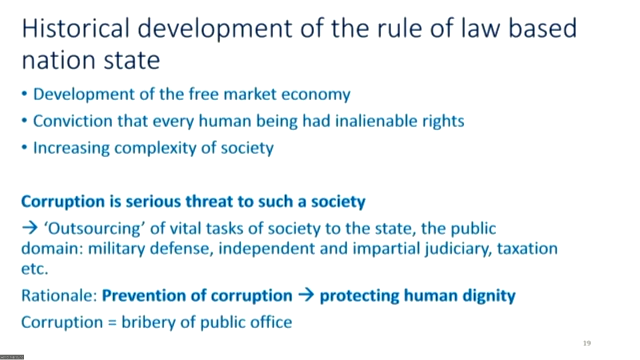 Historical development of the rule of law based
nation state
• Development of the free market economy
• Conviction that every human being had inalienable rights
• Increasing complexity of society
Corruption is serious threat to such a society
→ ‘Outsourcing’ of vital tasks of society to the state, the public
domain: military defense, independent and impartial judiciary, taxation
etc.
Rationale: Prevention of corruption → protecting human dignity
Corruption = bribery of public office
19